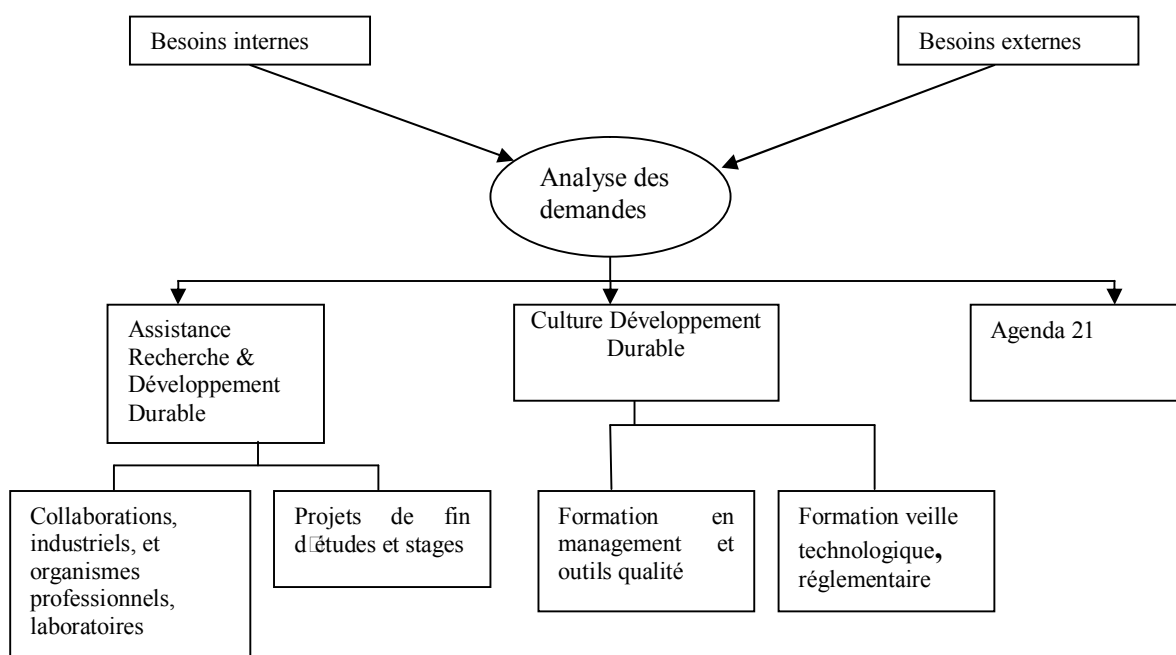 Besoins internes
Besoins externes
Analyse des
demandes
Assistance
Recherche &
Développement
Durable
Culture Développement
Durable
Agenda 21
Collaborations,
industriels, et
organismes
professionnels,
laboratoires
Projets de fin
d□études et stages
Formation en
management et
outils qualité
Formation veille
technologique,
réglementaire